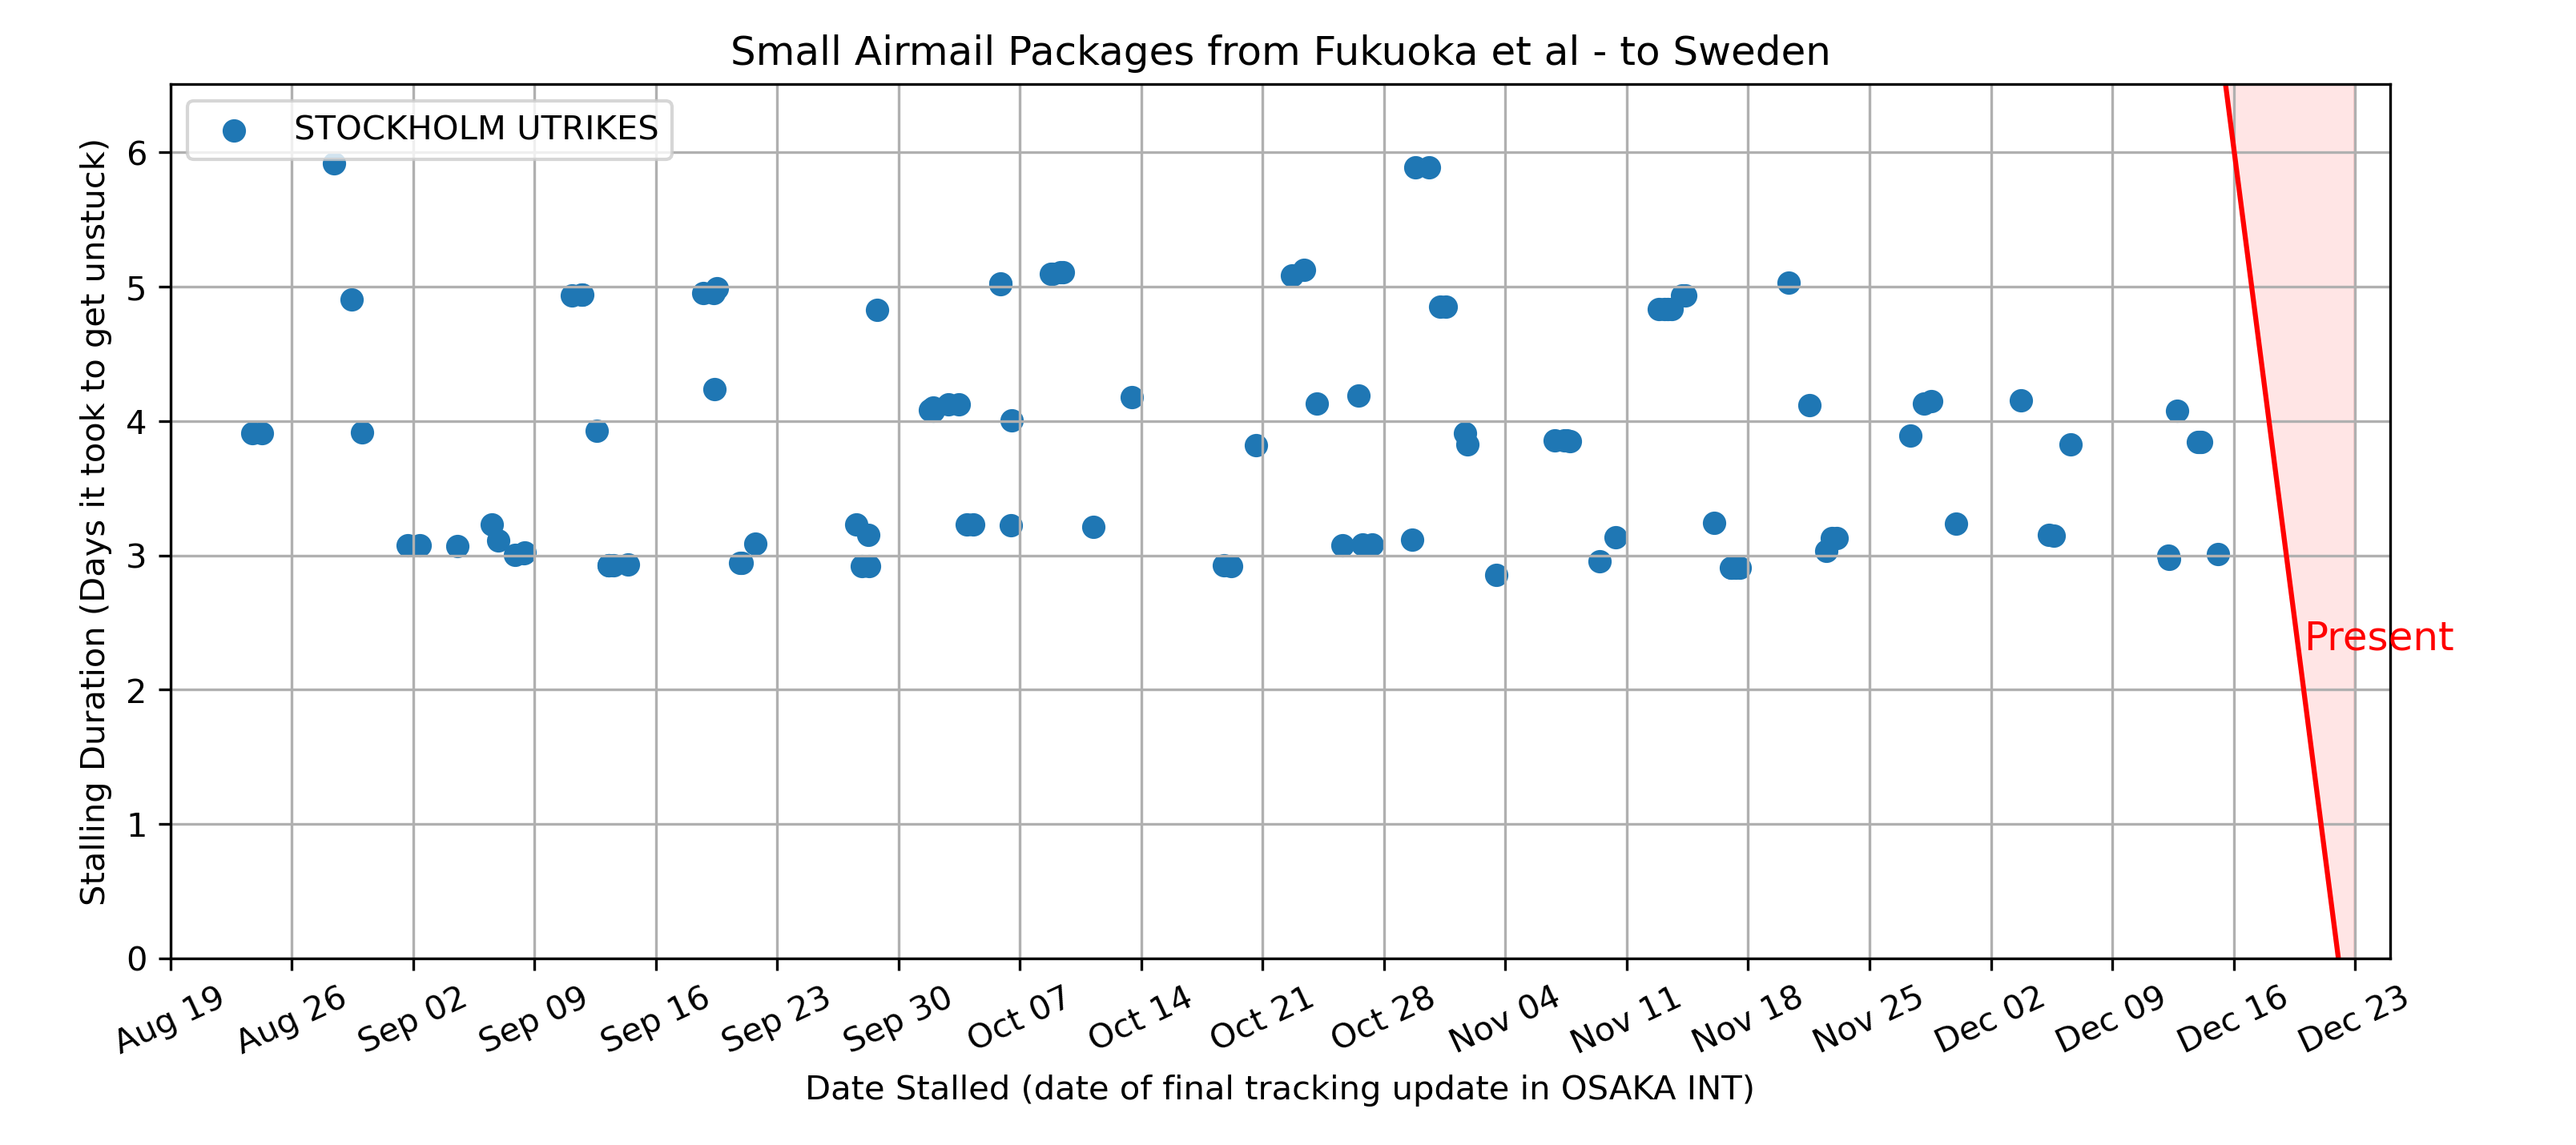 Small Airmail Packages from Fukuoka et al - to Sweden
STOCKHOLM UTRIKES
Stalling Duration (Days it took to get unstuck)
6
5
4
3
2
1
0
Present
Aug 19
Aug 26
Sep 02
Sep 09
Sep 16
Sep 23
Sep 30
Oct 07
Oct 14
Oct 21
Oct 28
Nov 04
Nov 11
Nov 18
Nov 25
Dec 02
Dec 09
Dec 16
Dec 23
Date Stalled (date of final tracking update in OSAKA INT)